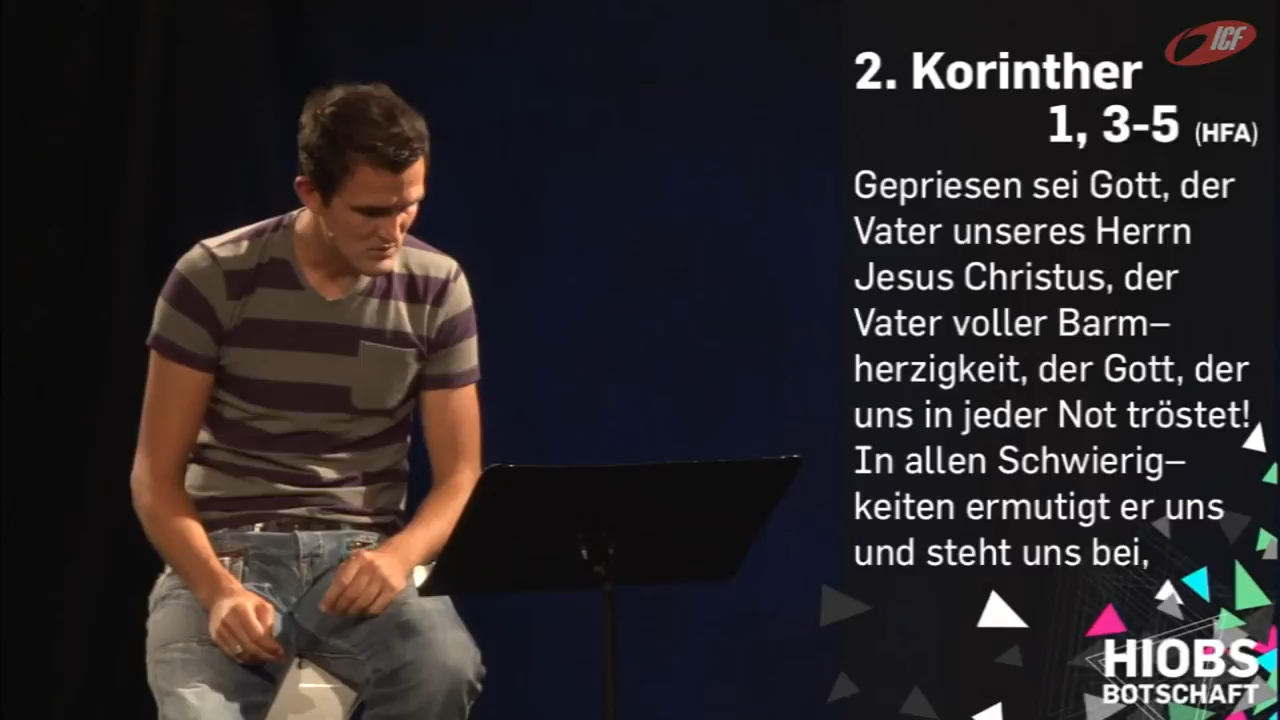 ICF
2. Korinther
1, 3-5 (HFA)
Gepriesen sei Gott, der
Vater unseres Herrn
Jesus Christus, der
Vater voller Barm–
herzigkeit, der Gott, der
uns in jeder Not tröstet!
In allen Schwierig–
keiten ermutigt er uns
und steht uns bei,
HIOBS
BOTSCHAFT